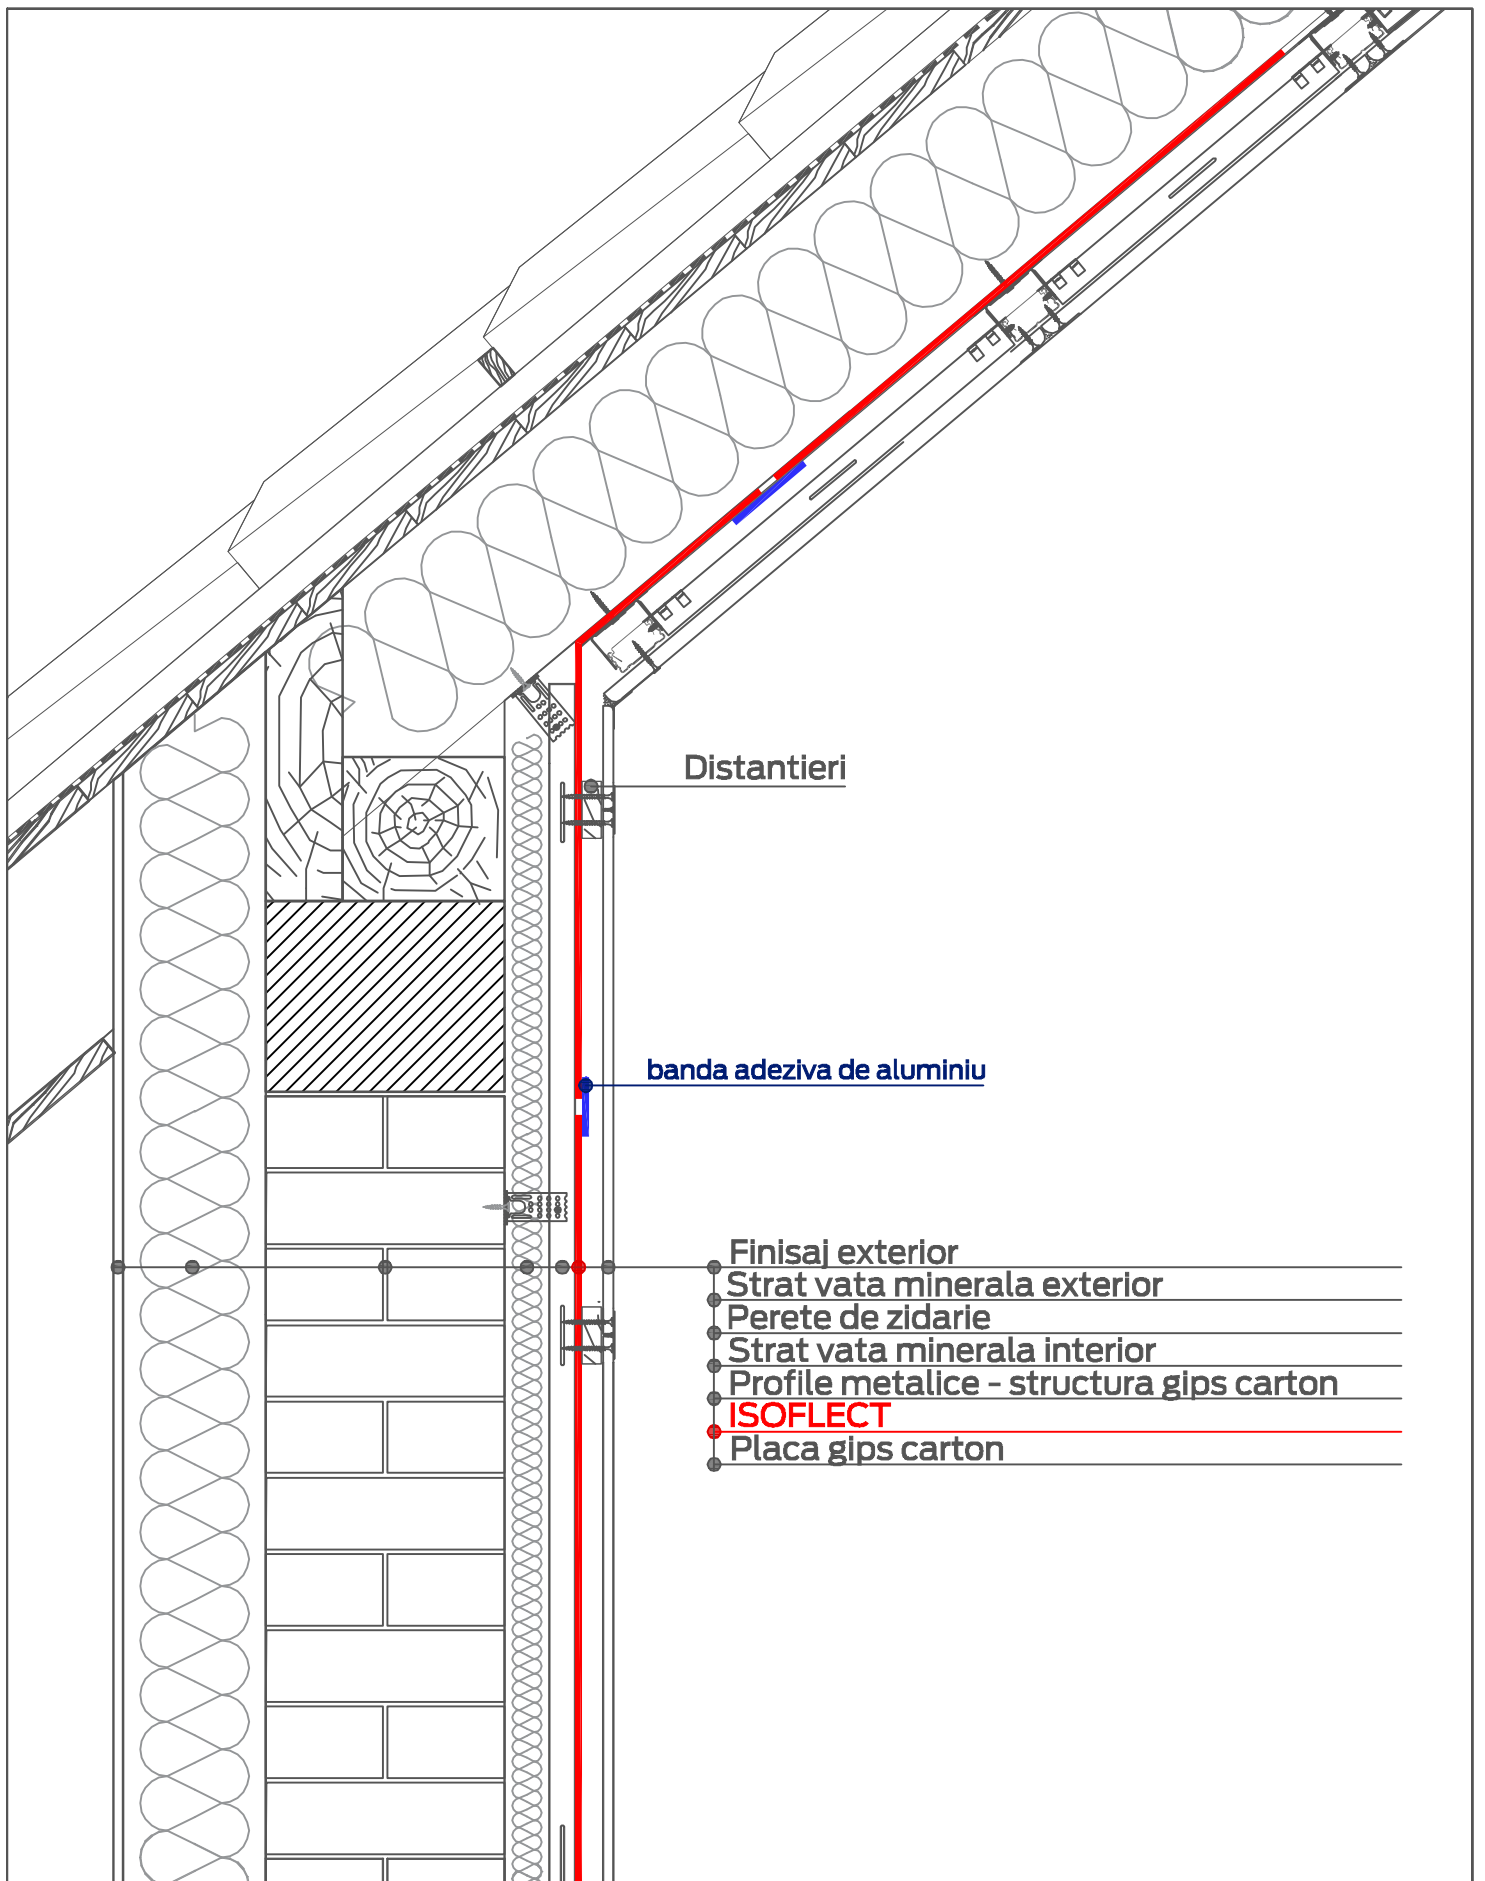 Distantieri
banda adeziva de aluminiu
Finisaj exterior
Strat vata minerala exterior
Perete de zidarie
Strat vata minerala interior
Profile metalice - structura gips carton
ISOFLECT
Placa gips carton